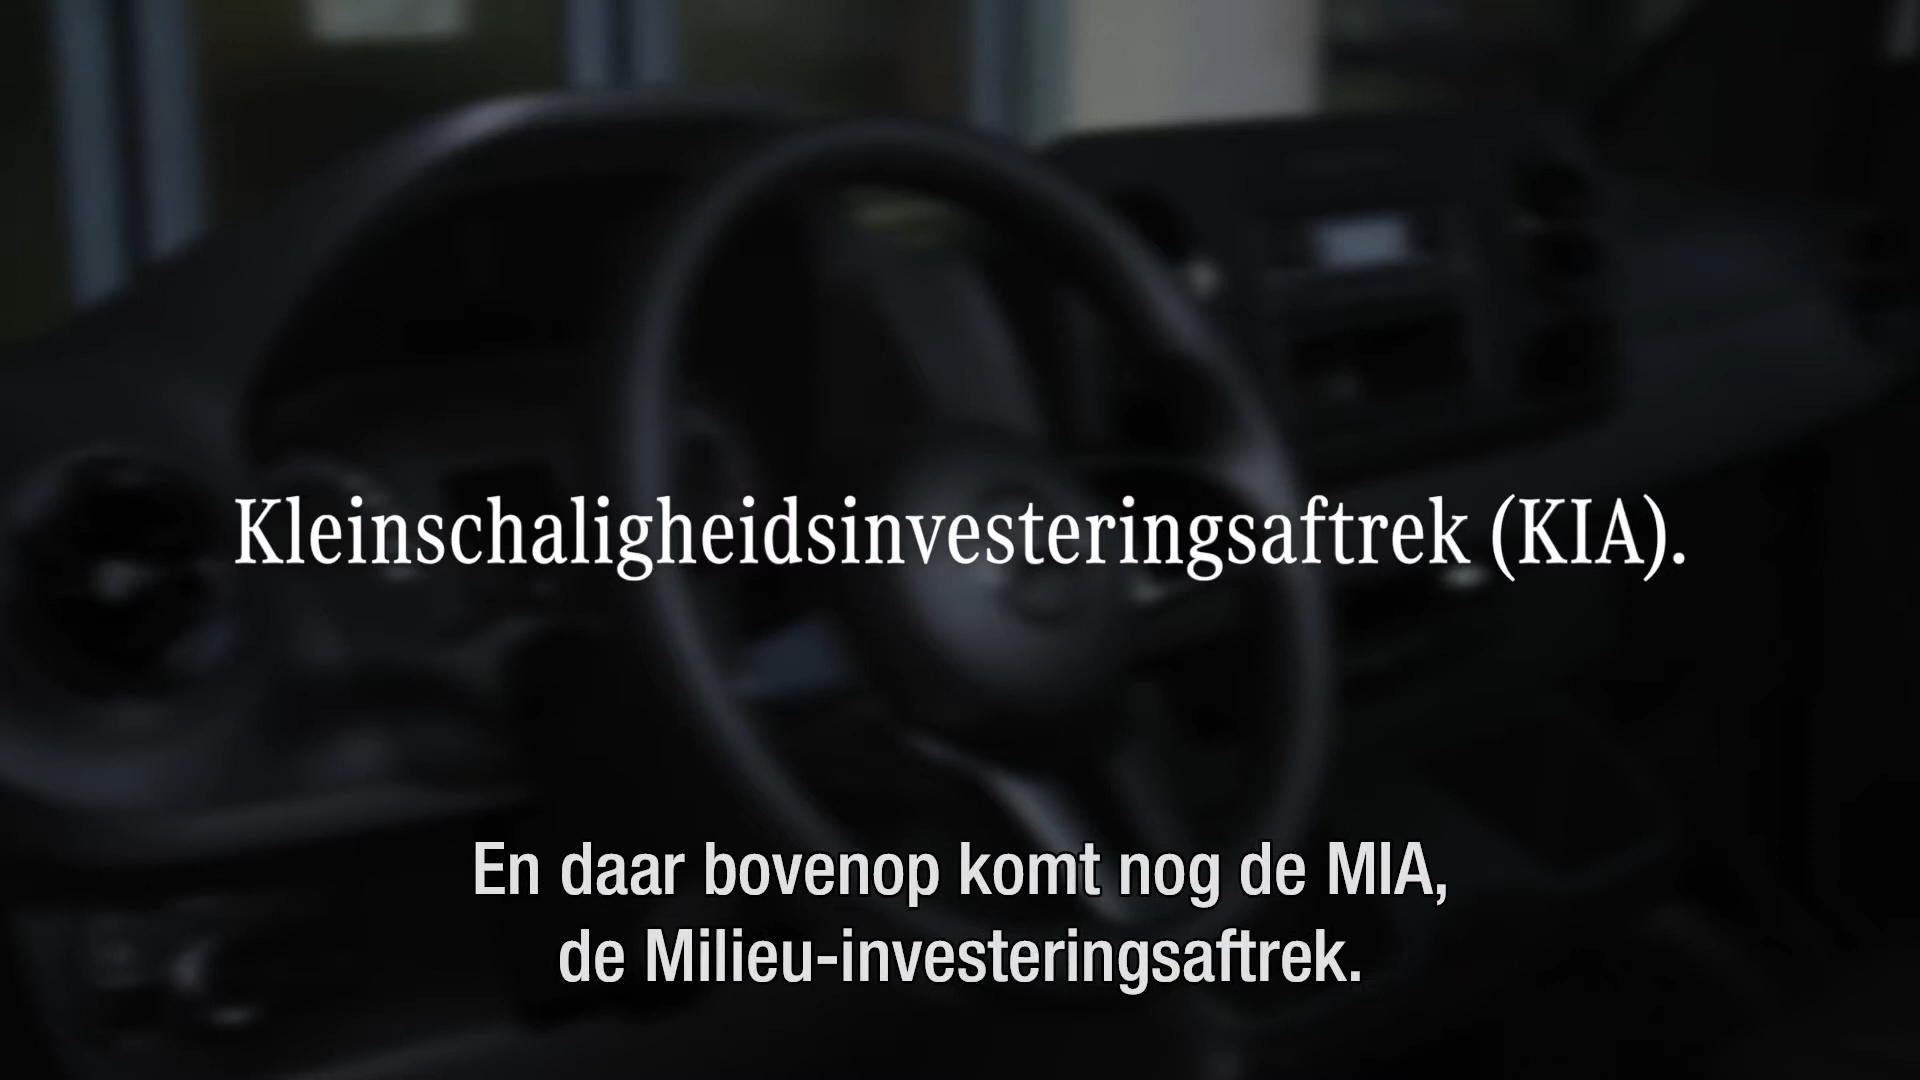 Kleinschaligheidsinvesteringsaftrek (KIA).
En daar bovenop komt nog de MIA,
de Milieu-investeringsaftrek.